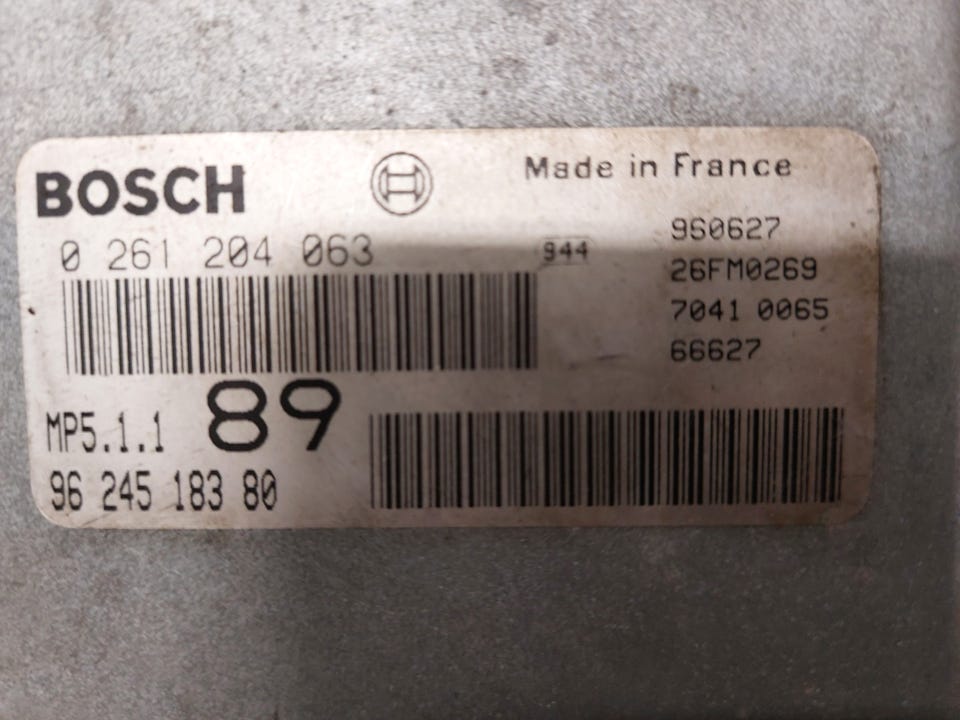 BOSCH
Made in France
0 261 204 063
944
960627
26FM0269
7041 0065
66627
MP5.1.1 89
96 245 183 80